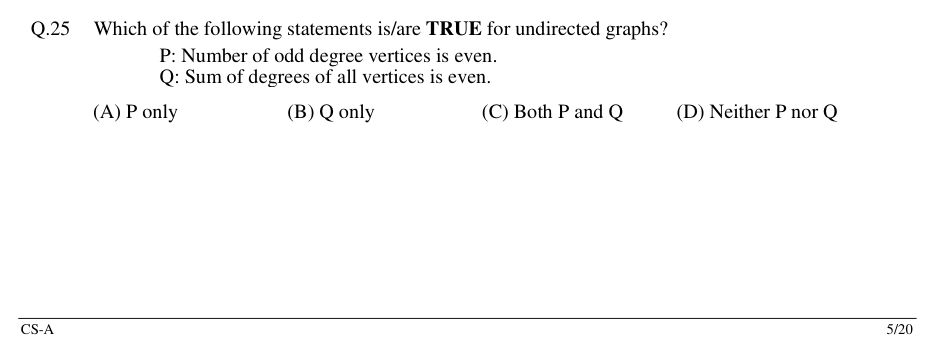 Q.25 Which of the following statements is/are TRUE for undirected graphs?
P: Number of odd degree vertices is even.
Q: Sum of degrees of all vertices is even.
(A) P only (B) Q only (C) Both P and Q (D) Neither P nor Q
CS-A 5/20